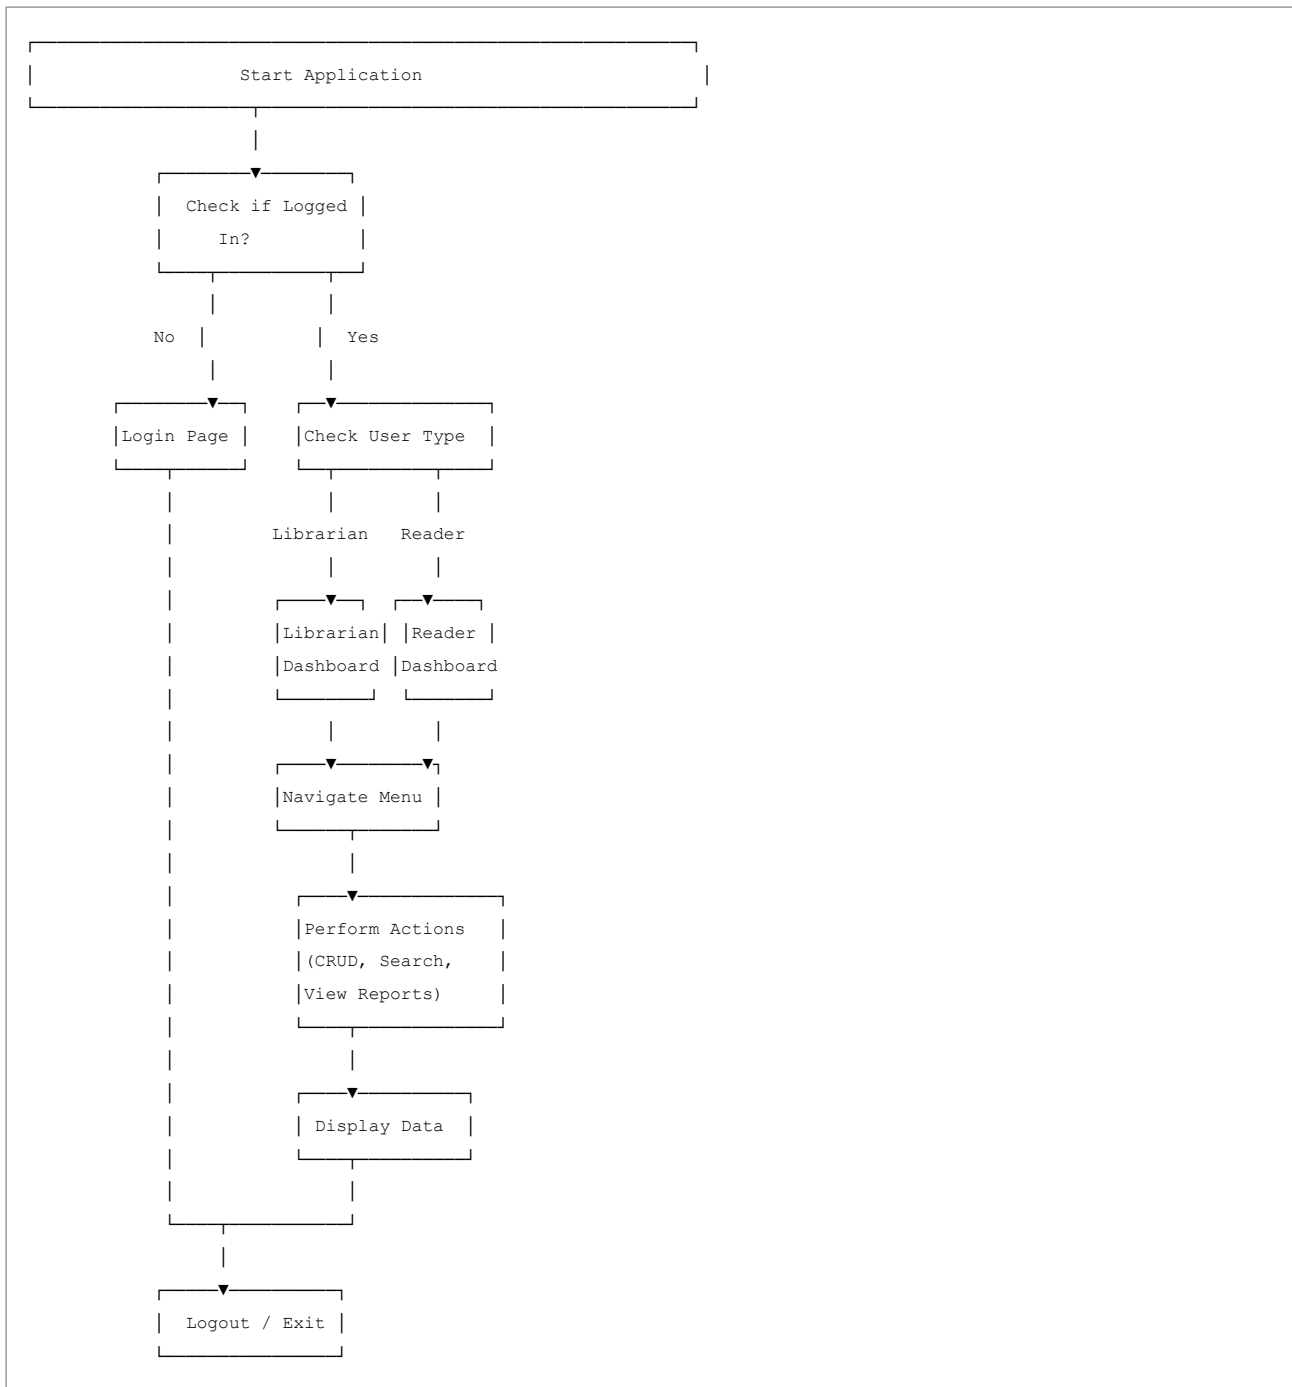 Start Application
Check if Logged
In?
No Yes
Login Page Check User Type
Librarian Reader
Librarian Reader
Dashboard Dashboard
Navigate Menu
Perform Actions
(CRUD, Search,
View Reports)
Display Data
Logout / Exit